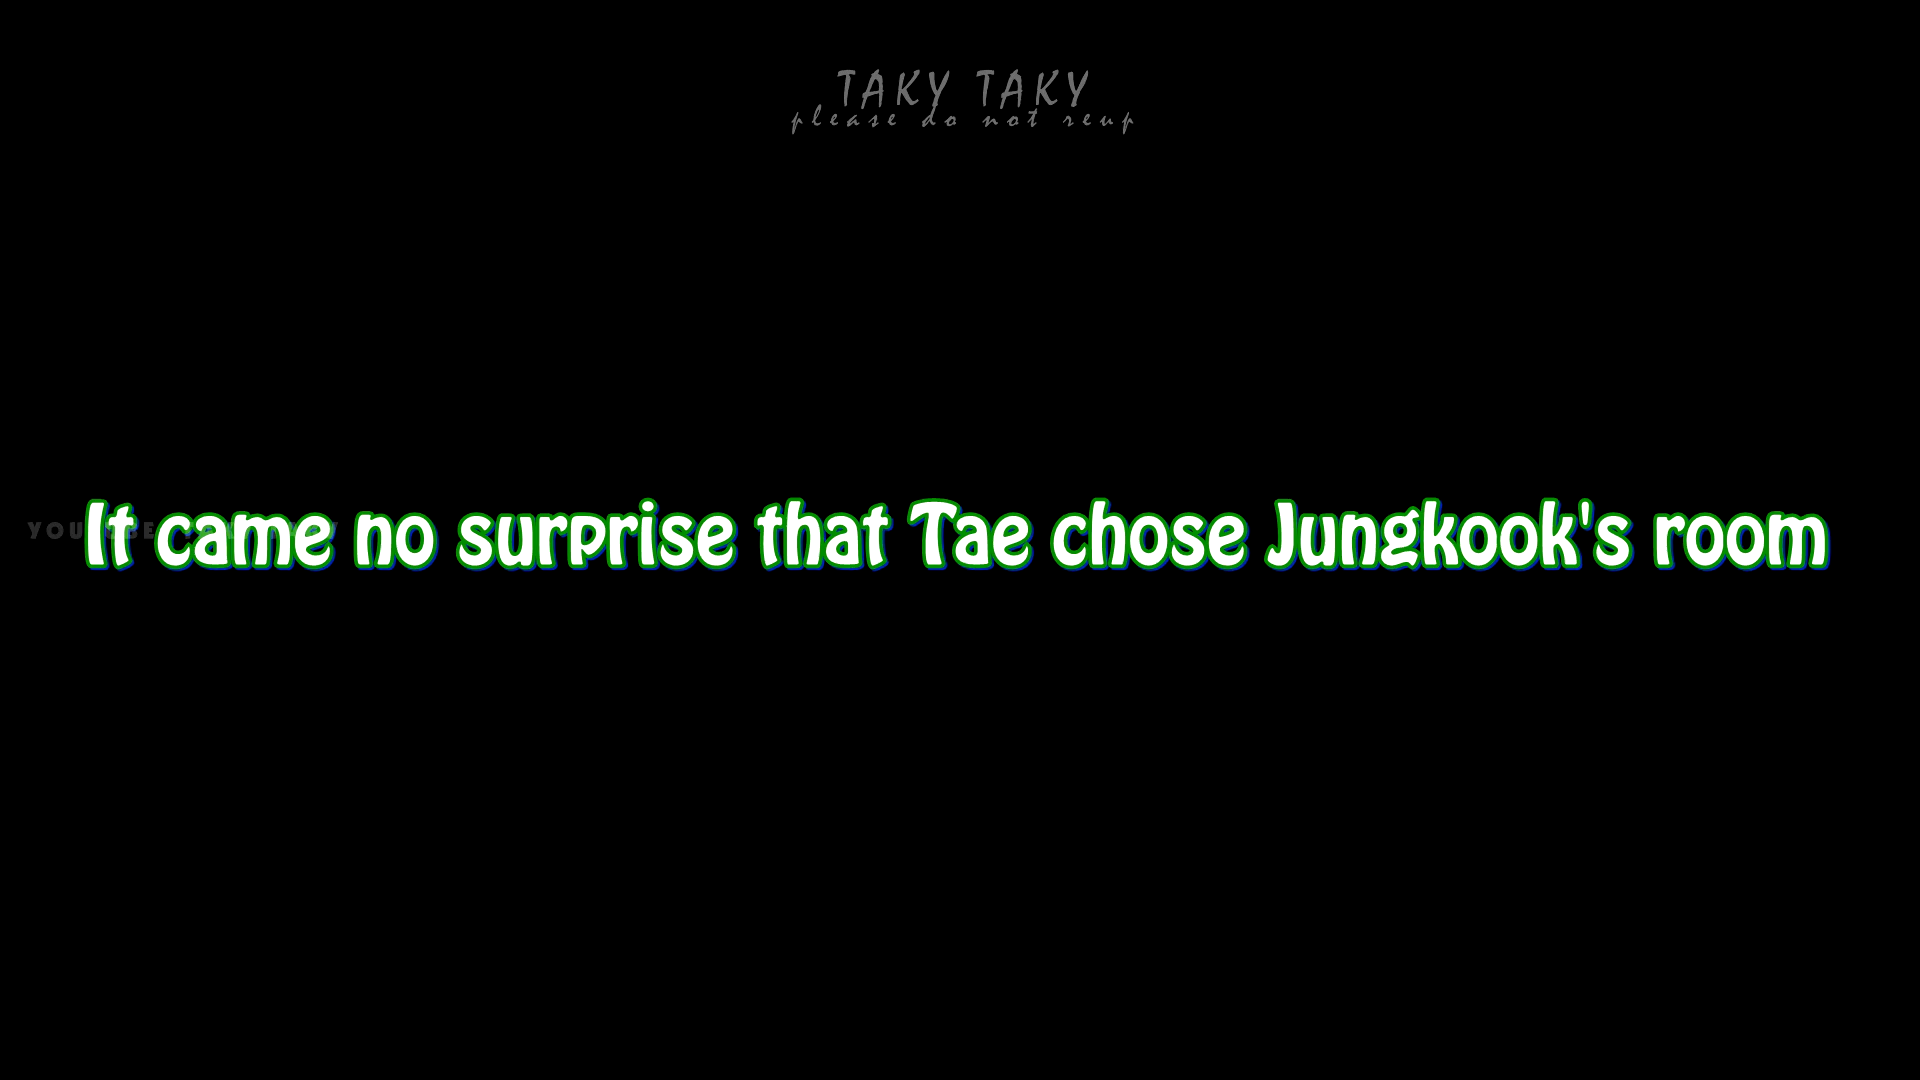 TAKY TAKY
please do not reup
It came no surprise that Tae chose Jungkook's room